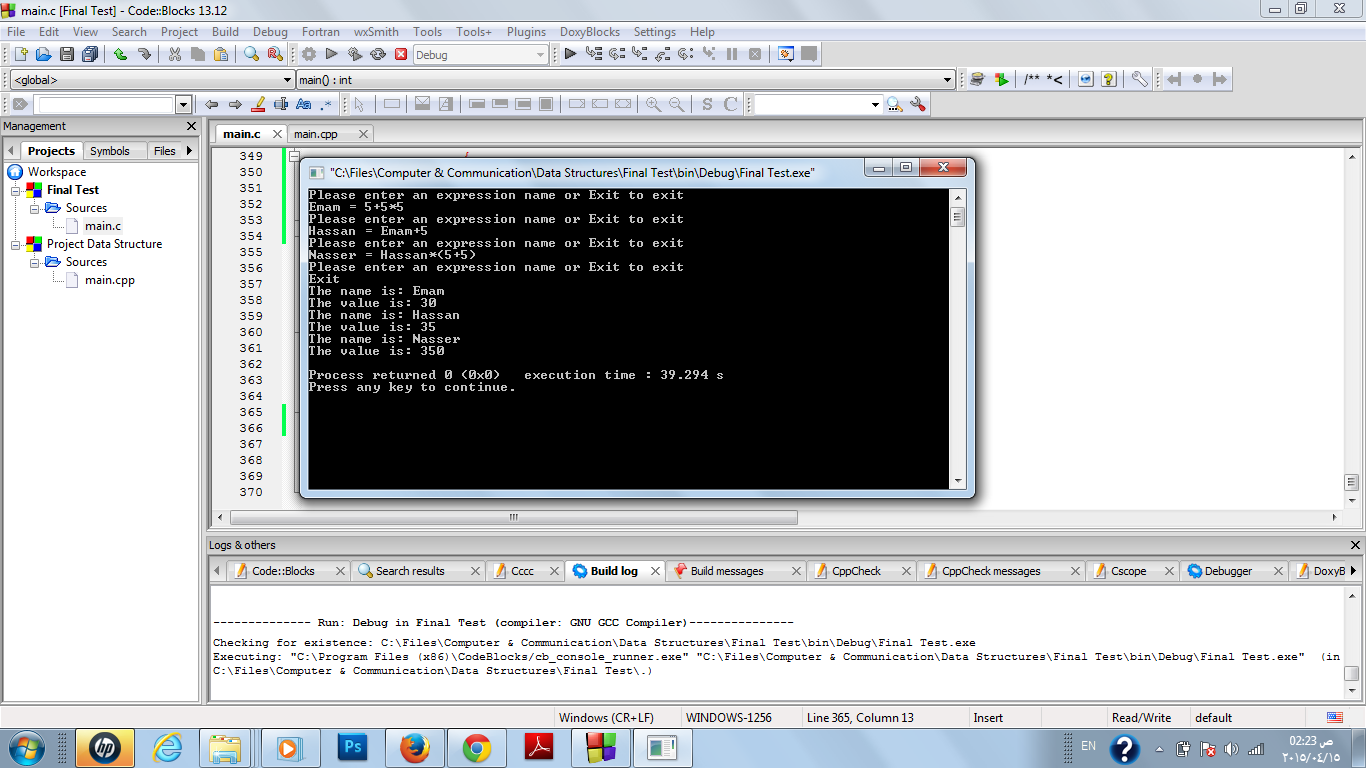 main.c [Final Test] - Code::Blocks 13.12
File Edit View Search Project Build Debug Fortran wxSmith Tools Tools+ Plugins DoxyBlocks Settings Help
Debug
<global> main() : int
/** *<
S C
Management
Projects Symbols Files
Workspace
Final Test
Sources
main.c
Project Data Structure
Sources
main.cpp
main.c main.cpp
349
350
351
352
353
354
355
356
357
358
359
360
361
362
363
364
365
366
367
368
369
370
"C:\Files\Computer & Communication\Data Structures\Final Test\bin\Debug\Final Test.exe"
Please enter an expression name or Exit to exit
Emam = 5+5*5
Please enter an expression name or Exit to exit
Hassan = Emam+5
Please enter an expression name or Exit to exit
Nasser = Hassan*(5+5)
Please enter an expression name or Exit to exit
Exit
The name is: Emam
The value is: 30
The name is: Hassan
The value is: 35
The name is: Nasser
The value is: 350
Process returned 0 (0x0)   execution time : 39.294 s
Press any key to continue.
Logs & others
Code::Blocks Search results Cccc Build log Build messages CppCheck CppCheck messages Cscope Debugger DoxyB
-------------- Run: Debug in Final Test (compiler: GNU GCC Compiler)---------------
Checking for existence: C:\Files\Computer & Communication\Data Structures\Final Test\bin\Debug\Final Test.exe
Executing: "C:\Program Files (x86)\CodeBlocks/cb_console_runner.exe" "C:\Files\Computer & Communication\Data Structures\Final Test\bin\Debug\Final Test.exe"  (in
C:\Files\Computer & Communication\Data Structures\Final Test\.)
Windows (CR+LF) WINDOWS-1256 Line 365, Column 13 Insert Read/Write default
hp Ps EN ?
02:23 ص
٢٠١٥/٠٤/١٥